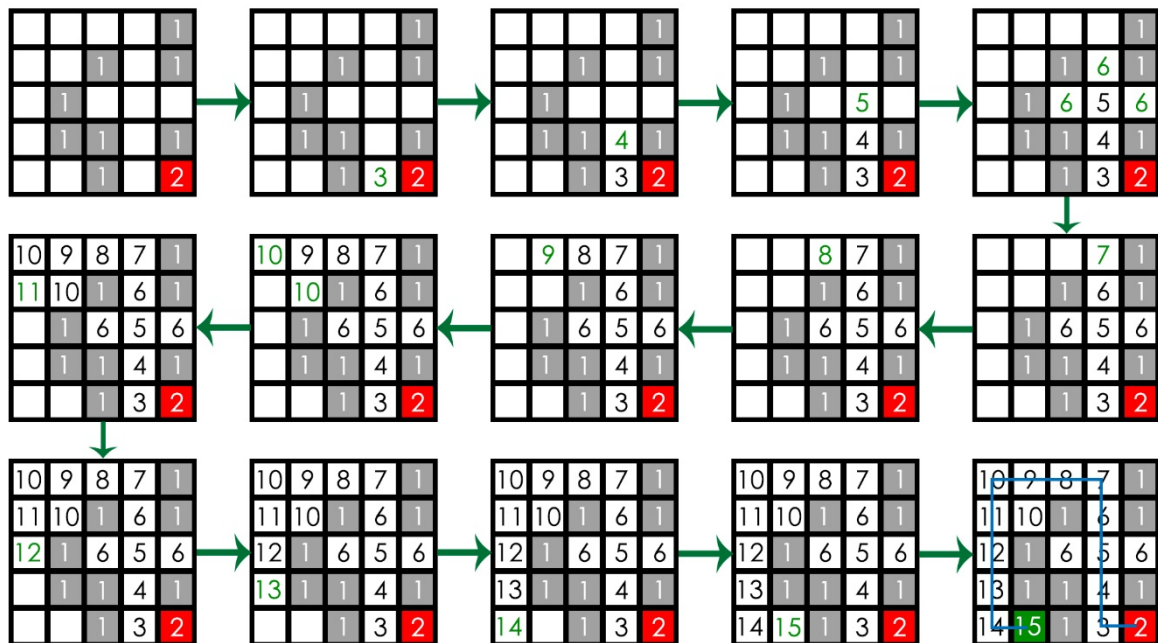 1 1 1 1 1
1 1 1 1 1 1 1 1 1 6 1
1 1 1 1 5 1 6 5 6
1 1 1 1 1 1 1 1 4 1 1 1 4 1 1 1 4 1
1 2 1 3 2 1 3 2 1 3 2 1 3 2
10 9 8 7 1 10 9 8 7 1 9 8 7 1 8 7 1 7 1
11 10 1 6 1 10 1 6 1 1 6 1 1 6 1 1 6 1
1 6 5 6 1 6 5 6 1 6 5 6 1 6 5 6 1 6 5 6
1 1 4 1 1 1 4 1 1 1 4 1 1 1 4 1 1 1 4 1
1 3 2 1 3 2 1 3 2 1 3 2 1 3 2
10 9 8 7 1 10 9 8 7 1 10 9 8 7 1 10 9 8 7 1 10 9 8 7 1
11 10 1 6 1 11 10 1 6 1 11 10 1 6 1 11 10 1 6 1 11 10 1 6 1
12 1 6 5 6 12 1 6 5 6 12 1 6 5 6 12 1 6 5 6 12 1 6 5 6
1 1 4 1 13 1 1 4 1 13 1 1 4 1 13 1 1 4 1 13 1 1 4 1
1 3 2 1 3 2 14 1 3 2 14 15 1 3 2 14 15 1 3 2